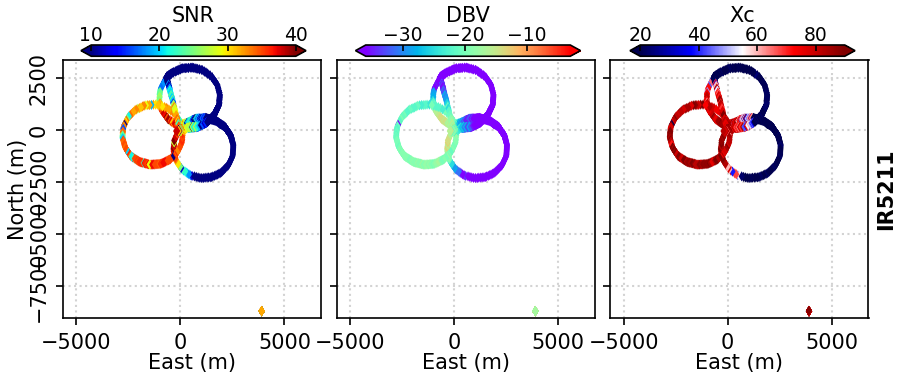 SNR DBV Xc
10 20 30 40 −30 −20 −10 20 40 60 80
2500
0
−2500
−5000
−7500
North (m)
IR5211
−5000 0 5000 −5000 0 5000 −5000 0 5000
East (m) East (m) East (m)